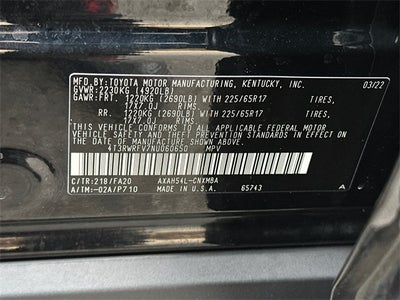 MFD. BY:TOYOTA MOTOR MANUFACTURING, KENTUCKY, INC.
GVWR:2230KG (4920LB) 03/22
GAWR:FRT. 1220KG (2690LB) WITH 225/65R17 TIRES,
17X7.0J RIMS
RR. 1220KG (2690LB) WITH 225/65R17 TIRES,
17X7.0J RIMS
THIS VEHICLE CONFORMS TO ALL APPLICABLE FEDERAL MOTOR
VEHICLE SAFETY, BUMPER, AND THEFT PREVENTION STANDARDS
IN EFFECT ON THE DATE OF MANUFACTURE SHOWN ABOVE.
4T3RWRFV7NU060650 MPV
C/TR:218/FA20 AXAH54L-CNXMBA
A/TM:-02A/P710 MADE IN U.S.A. 65743 A